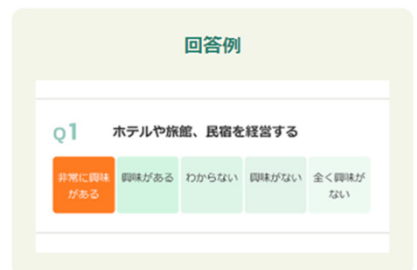 回答例
Q1 ホテルや旅館、民宿を経営する
非常に興味がある
興味がある
わからない
興味がない
全く興味がない